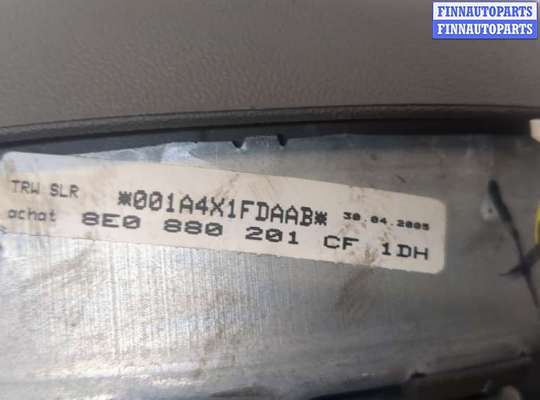 FINNAUTOPARTS
FINNAUTOPARTS
TRW SLR *001A4X1FDAAB* 30.04.2005
achat 8E0 880 201 CF 1DH